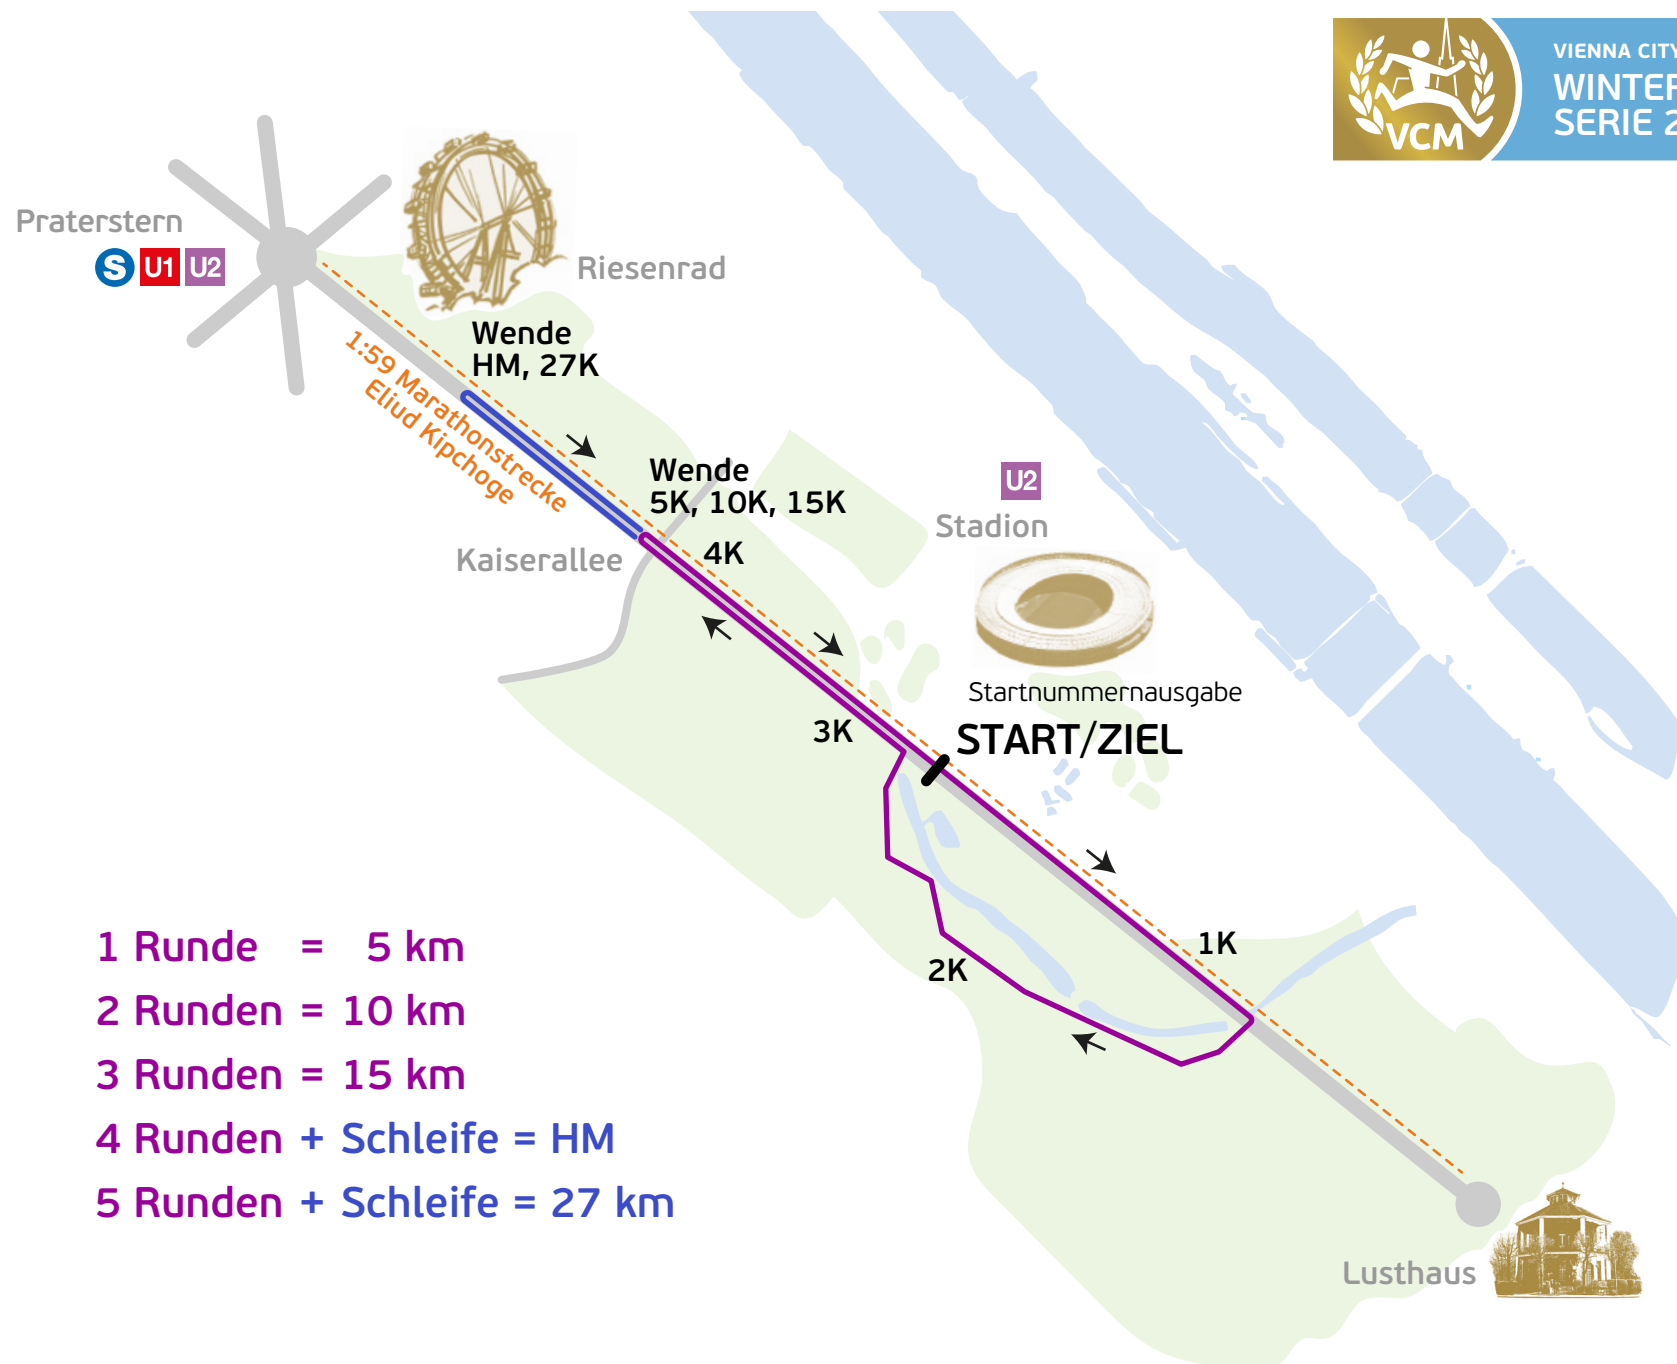 VIENNA CITY
WINTER
SERIE 2
VCM
Praterstern
S U1 U2
Riesenrad
Wende
HM, 27K
1:59 Marathonstrecke
Eliud Kipchoge
Wende
5K, 10K, 15K
U2
Stadion
Kaiserallee
4K
Startnummernausgabe
3K
START/ZIEL
1K
2K
1 Runde = 5 km
2 Runden = 10 km
3 Runden = 15 km
4 Runden + Schleife = HM
5 Runden + Schleife = 27 km
Lusthaus